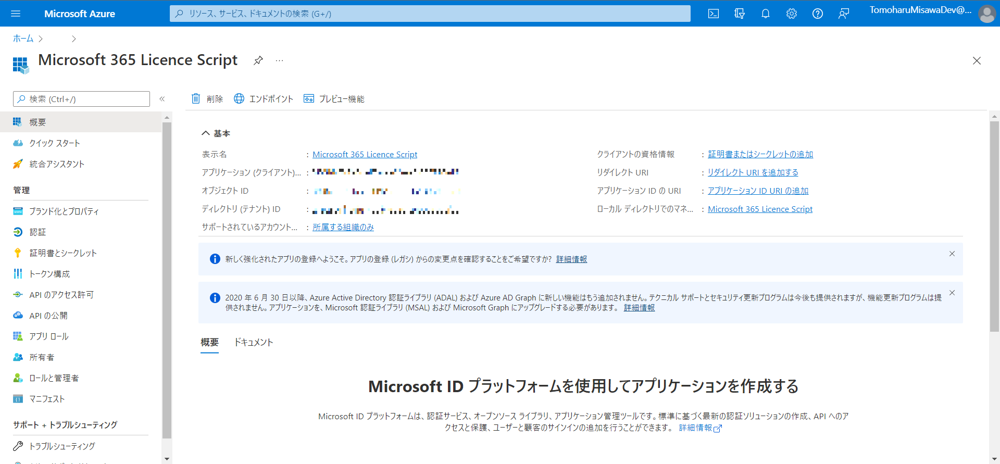 Microsoft Azure
リソース、サービス、ドキュメントの検索 (G+/)
TomoharuMisawaDev@...
ホーム
Microsoft 365 Licence Script
検索 (Ctrl+/)
削除
エンドポイント
プレビュー機能
概要
クイック スタート
統合アシスタント
管理
ブランド化とプロパティ
認証
証明書とシークレット
トークン構成
API のアクセス許可
API の公開
アプリ ロール
所有者
ロールと管理者
マニフェスト
サポート + トラブルシューティング
トラブルシューティング
基本
表示名 : Microsoft 365 Licence Script
アプリケーション (クライアント)... :
オブジェクト ID :
ディレクトリ (テナント) ID :
サポートされているアカウント... : 所属する組織のみ
クライアントの資格情報 : 証明書またはシークレットの追加
リダイレクト URI : リダイレクト URI を追加する
アプリケーション ID の URI : アプリケーション ID URI の追加
ローカル ディレクトリでのマネ... : Microsoft 365 Licence Script
新しく強化されたアプリの登録へようこそ。アプリの登録 (レガシ) からの変更点を確認することをご希望ですか? 詳細情報
2020 年 6 月 30 日以降、Azure Active Directory 認証ライブラリ (ADAL) および Azure AD Graph に新しい機能はもう追加されません。テクニカル サポートとセキュリティ更新プログラムは今後も提供されますが、機能更新プログラムは提
供されません。アプリケーションを、Microsoft 認証ライブラリ (MSAL) および Microsoft Graph にアップグレードする必要があります。 詳細情報
概要
ドキュメント
Microsoft ID プラットフォームを使用してアプリケーションを作成する
Microsoft ID プラットフォームは、認証サービス、オープンソース ライブラリ、アプリケーション管理ツールです。標準に基づく最新の認証ソリューションの作成、API へのア
クセスと保護、ユーザーと顧客のサインインの追加を行うことができます。 詳細情報